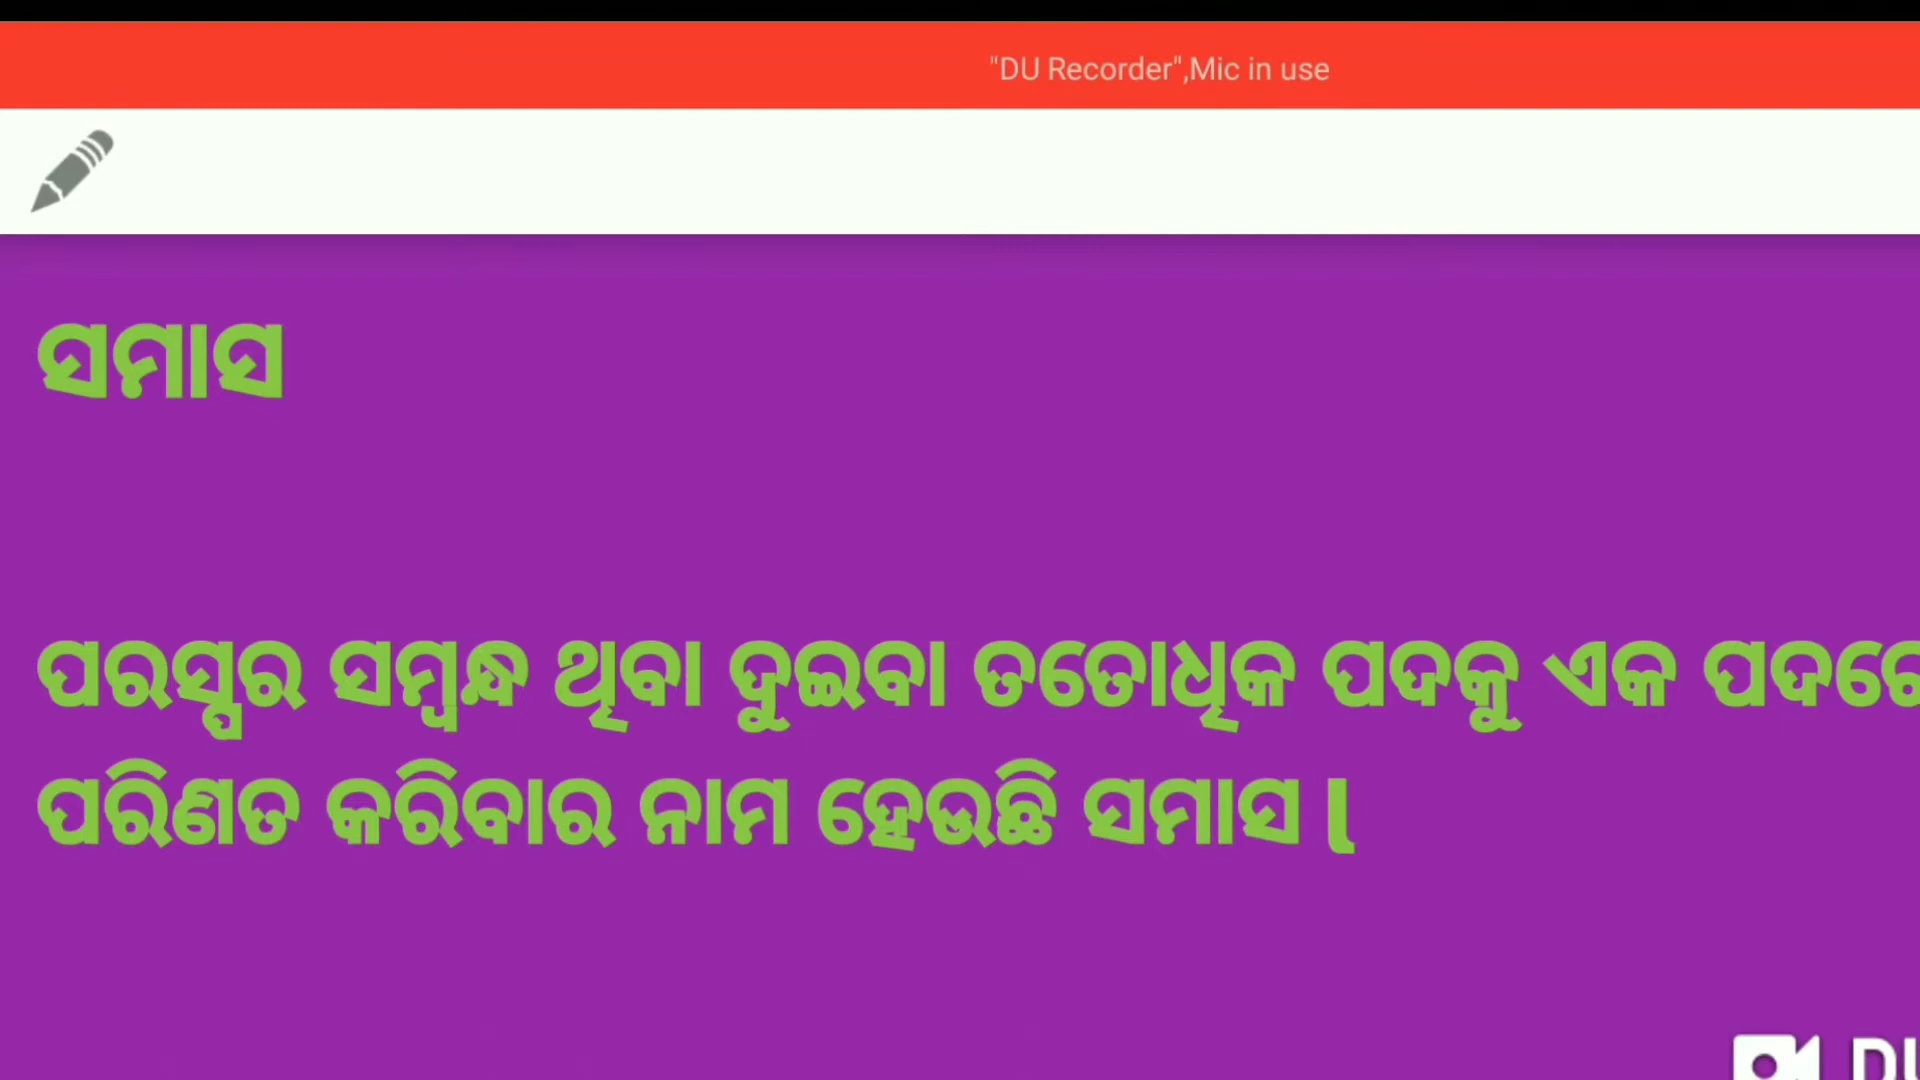 "DU Recorder",Mic in use
ସମାସ
ପରସ୍ପର ସମ୍ବନ୍ଧ ଥିବା ଦୁଇବା ତତୋଧିକ ପଦକୁ ଏକ ପଦରେ
ପରିଣତ କରିବାର ନାମ ହେଉଛି ସମାସ ।
DU